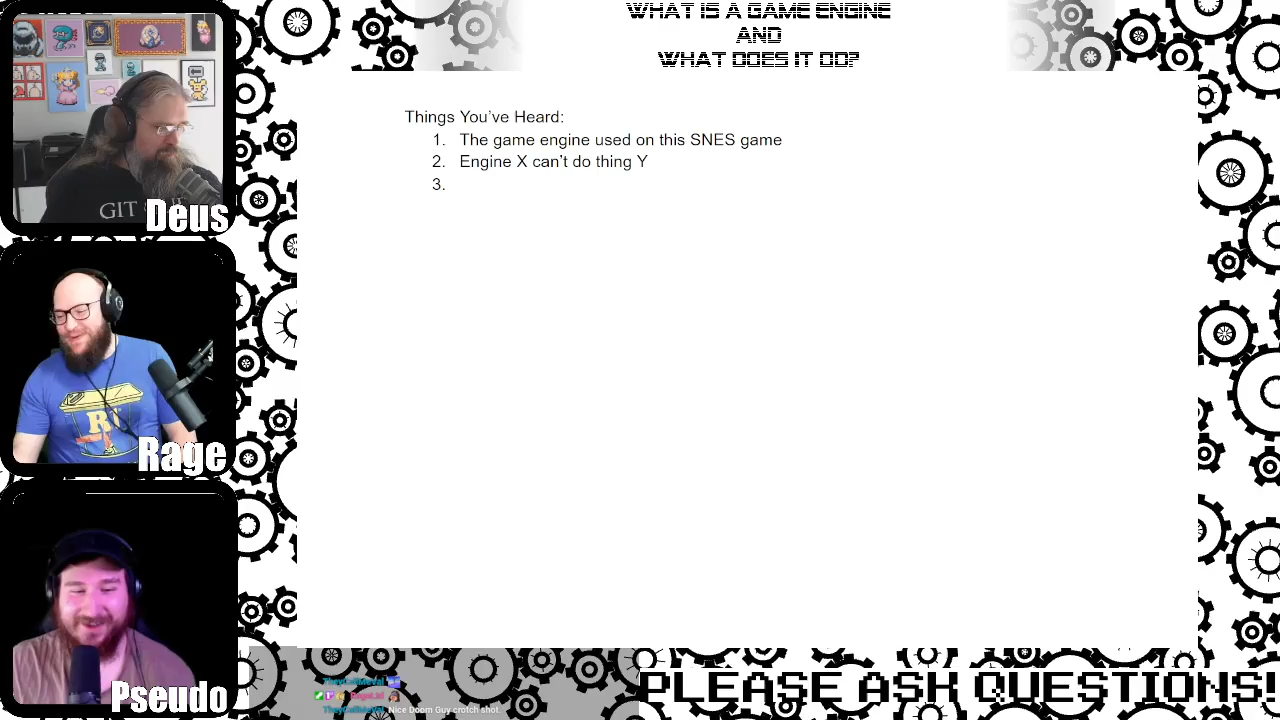 WHAT IS A GAME ENGINE
AND
WHAT DOES IT DO?
Things You've Heard:
1. The game engine used on this SNES game
2. Engine X can't do thing Y
3.
GIT
Deus
Rage
Pseudo
Nice Doom Guy crotch shot.
PLEASE ASK QUESTIONS!